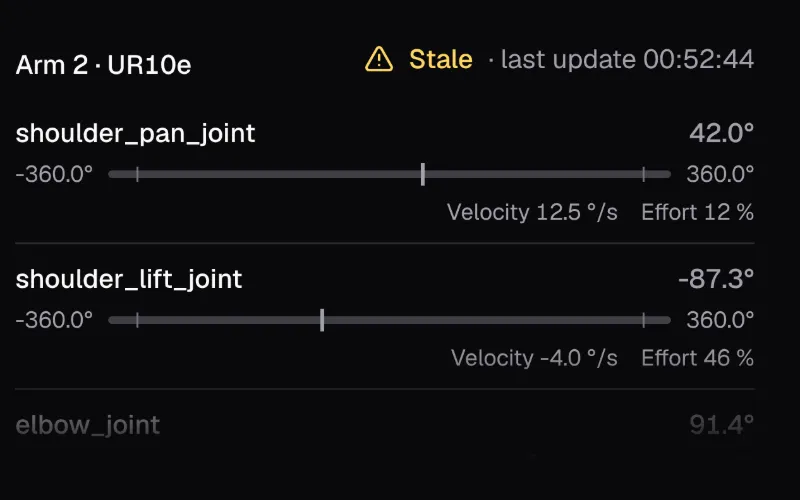 Arm 2 · UR10e Stale · last update 00:52:44
shoulder_pan_joint 42.0°
-360.0° 360.0°
Velocity 12.5 °/s Effort 12 %
shoulder_lift_joint -87.3°
-360.0° 360.0°
Velocity -4.0 °/s Effort 46 %
elbow_joint 91.4°